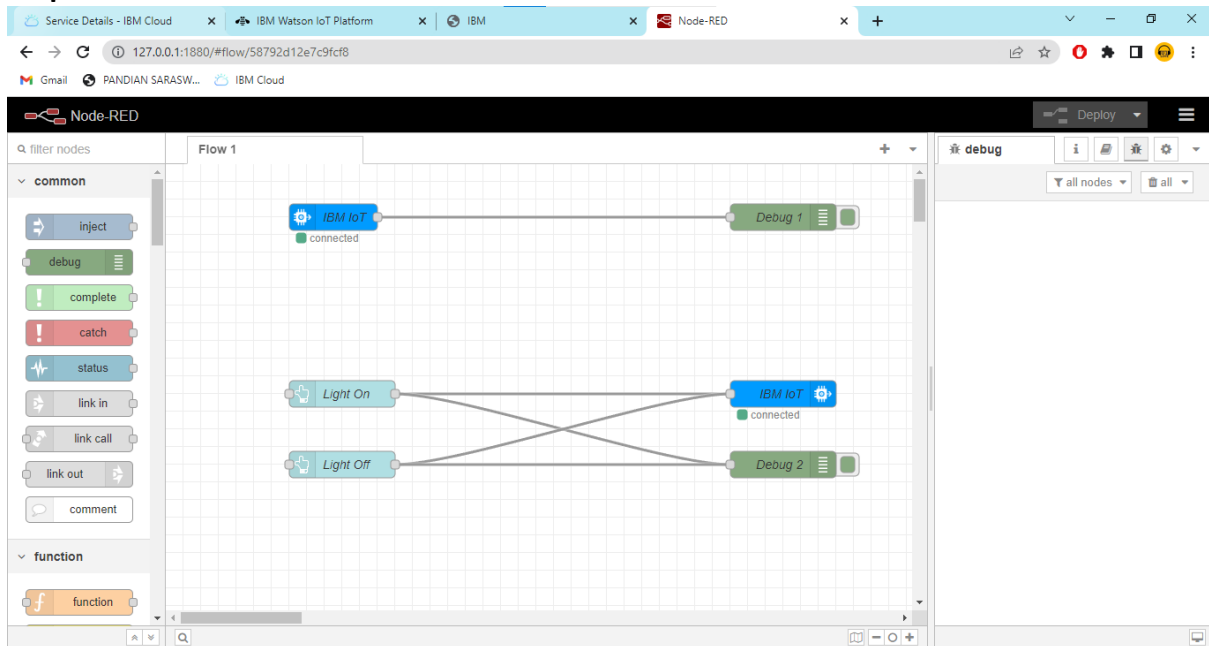 Service Details - IBM Cloud
IBM Watson IoT Platform
IBM
Node-RED
127.0.0.1:1880/#flow/58792d12e7c9fcf8
Gmail
PANDIAN SARASW...
IBM Cloud
Node-RED
Deploy
filter nodes
Flow 1
debug
i
all nodes
all
common
inject
debug
complete
catch
status
link in
link call
link out
comment
function
function
IBM IoT
connected
Debug 1
Light On
IBM IoT
connected
Light Off
Debug 2